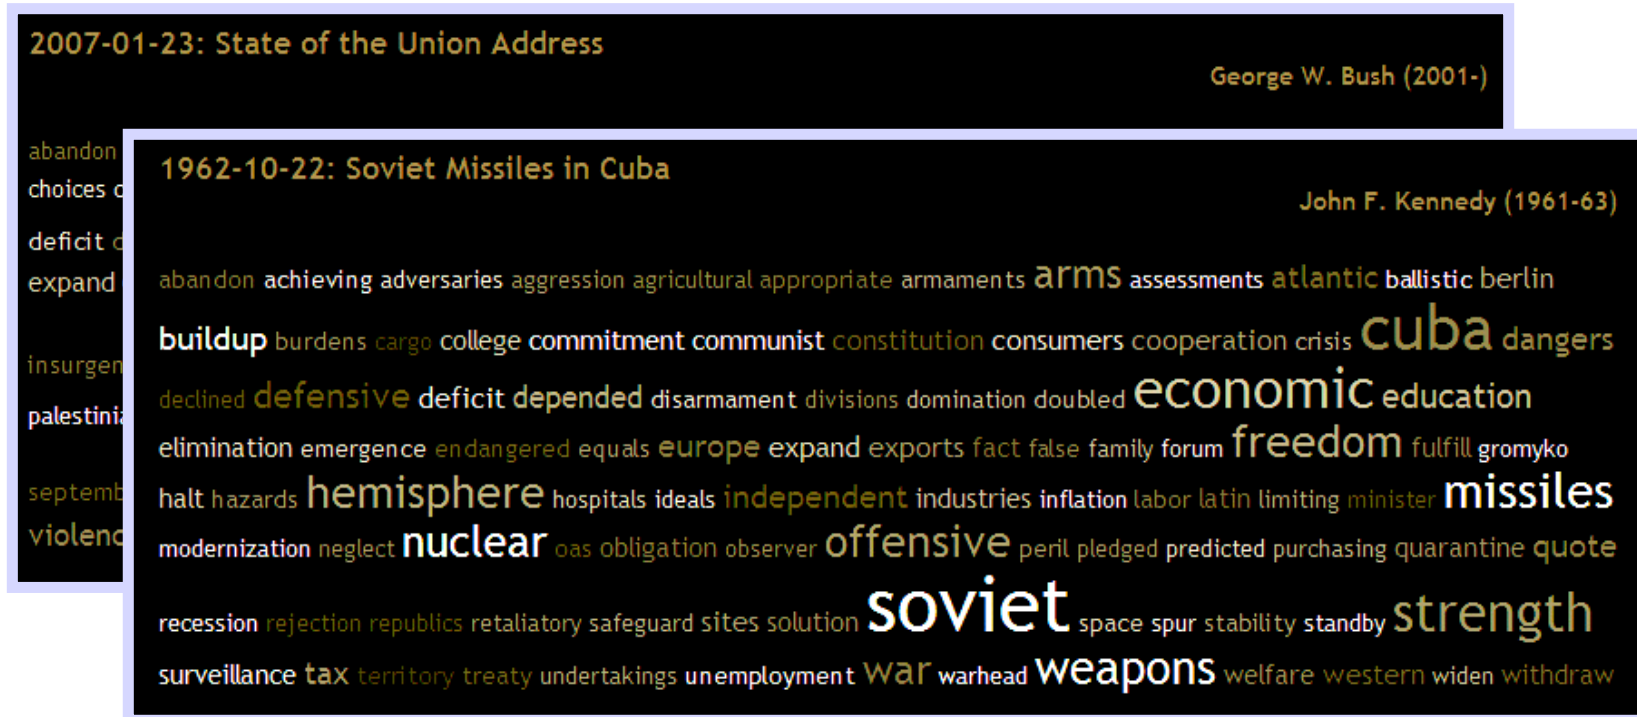 2007-01-23: State of the Union Address
George W. Bush (2001-)
abandon
choices
deficit
expand
palestinia
septemb
violenc
1962-10-22: Soviet Missiles in Cuba
John F. Kennedy (1961-63)
abandon achieving adversaries aggression agricultural appropriate armaments arms assessments atlantic ballistic berlin
buildup burdens cargo college commitment communist constitution consumers cooperation crisis cuba dangers
declined defensive deficit depended disarmament divisions domination doubled economic education
elimination emergence endangered equals europe expand exports fact false family forum freedom fulfill gromyko
halt hazards hemisphere hospitals ideals independent industries inflation labor latin limiting minister missiles
modernization neglect nuclear oas obligation observer offensive peril pledged predicted purchasing quarantine quote
recession rejection republics retaliatory safeguard sites solution soviet space spur stability standby strength
surveillance tax territory treaty undertakings unemployment war warhead weapons welfare western widen withdraw